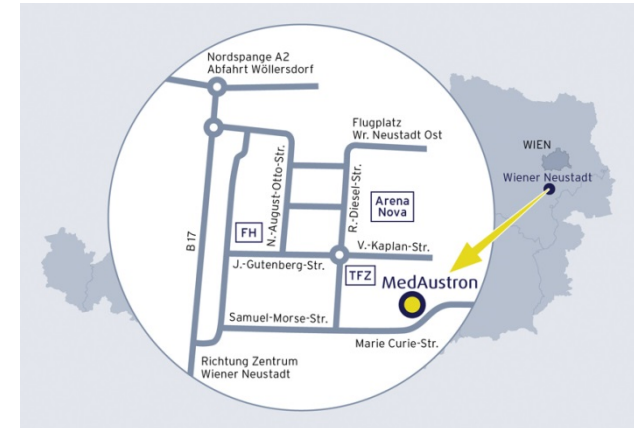 Nordspange A2
Abfahrt Wöllersdorf
Flugplatz
Wr. Neustadt Ost
WIEN
Wiener Neustadt
N.-August-Otto-Str.
R.-Diesel-Str.
Arena
Nova
FH
B 17
V.-Kaplan-Str.
J.-Gutenberg-Str.
TFZ
MedAustron
Samuel-Morse-Str.
Marie Curie-Str.
Richtung Zentrum
Wiener Neustadt